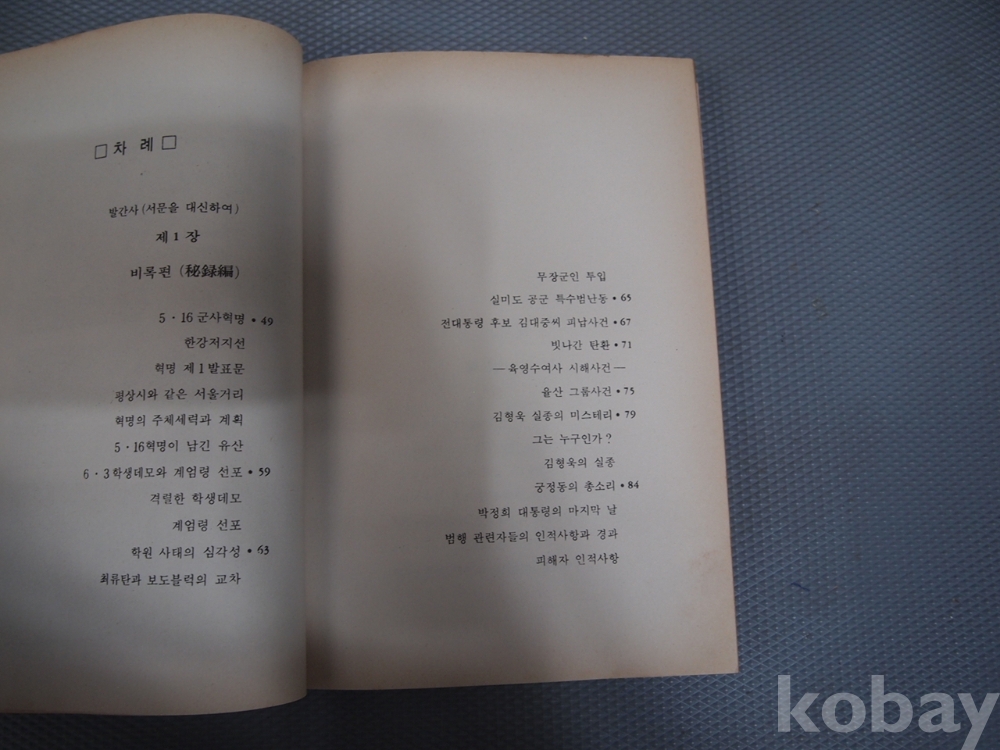 □ 차 례 □
발간사 (서문을 대신하여)
제 1 장
비록편 (秘録編)
5 · 16 군사혁명 • 49
한강저지선
혁명 제 1 발표문
평상시와 같은 서울거리
혁명의 주체세력과 계획
5 · 16혁명이 남긴 유산
6 · 3학생데모와 계엄령 선포 • 59
격렬한 학생데모
계엄령 선포
학원 사태의 심각성 • 63
최류탄과 보도블럭의 교차
무장군인 투입
실미도 공군 특수범난동 • 65
전대통령 후보 김대중씨 피납사건 • 67
빗나간 탄환 • 71
— 육영수여사 시해사건 —
율산 그룹사건 • 75
김형욱 실종의 미스테리 • 79
그는 누구인가?
김형욱의 실종
궁정동의 총소리 • 84
박정희 대통령의 마지막 날
범행 관련자들의 인적사항과 경과
피해자 인적사항
kobay